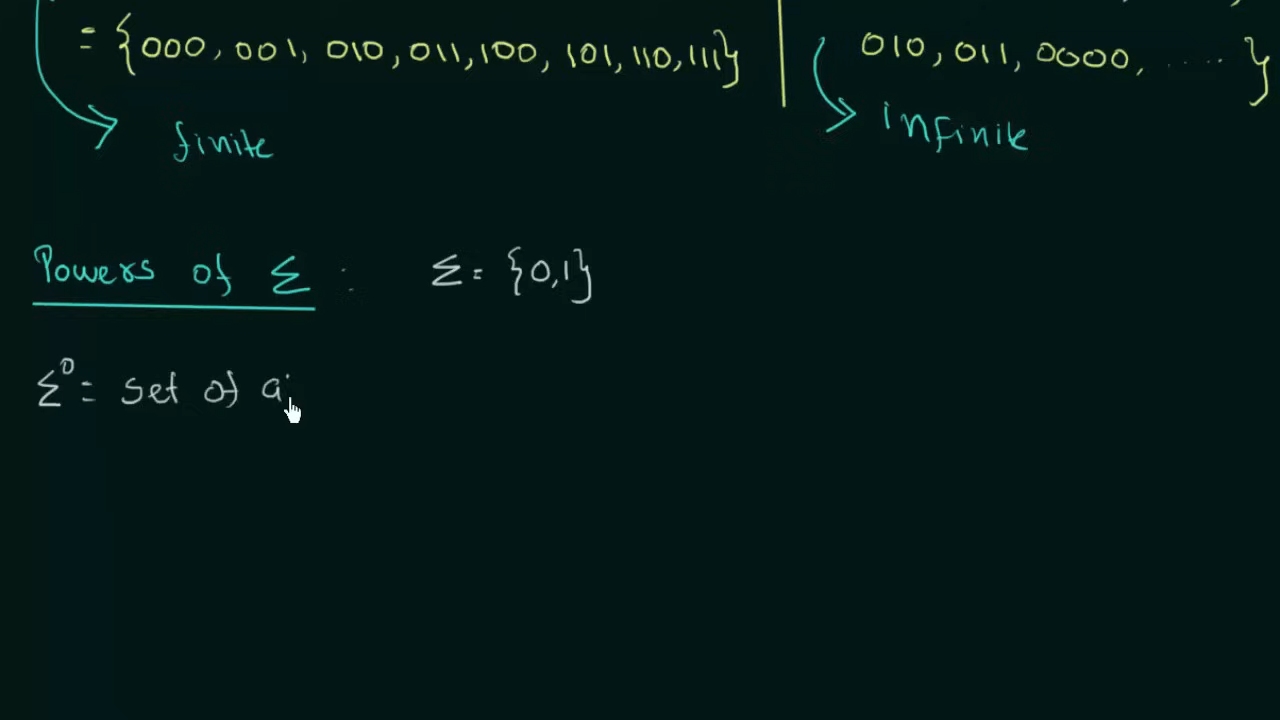 = {000, 001, 010, 011, 100, 101, 110, 111}
010, 011, 0000, ..... }
finite
infinite
Powers of Σ : Σ = {0,1}
Σ⁰ = set of a